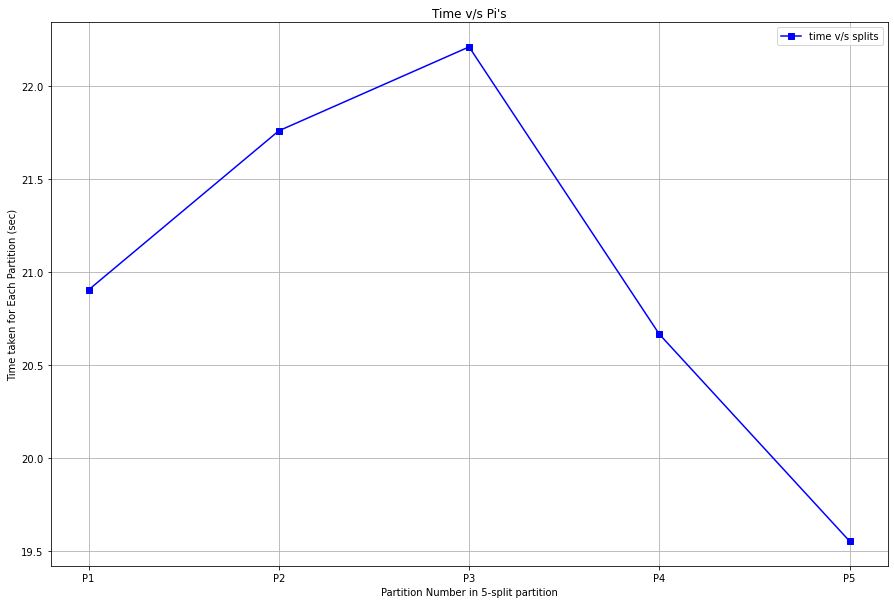 Time v/s Pi's
time v/s splits
22.0
21.5
21.0
20.5
20.0
19.5
Time taken for Each Partition (sec)
P1 P2 P3 P4 P5
Partition Number in 5-split partition